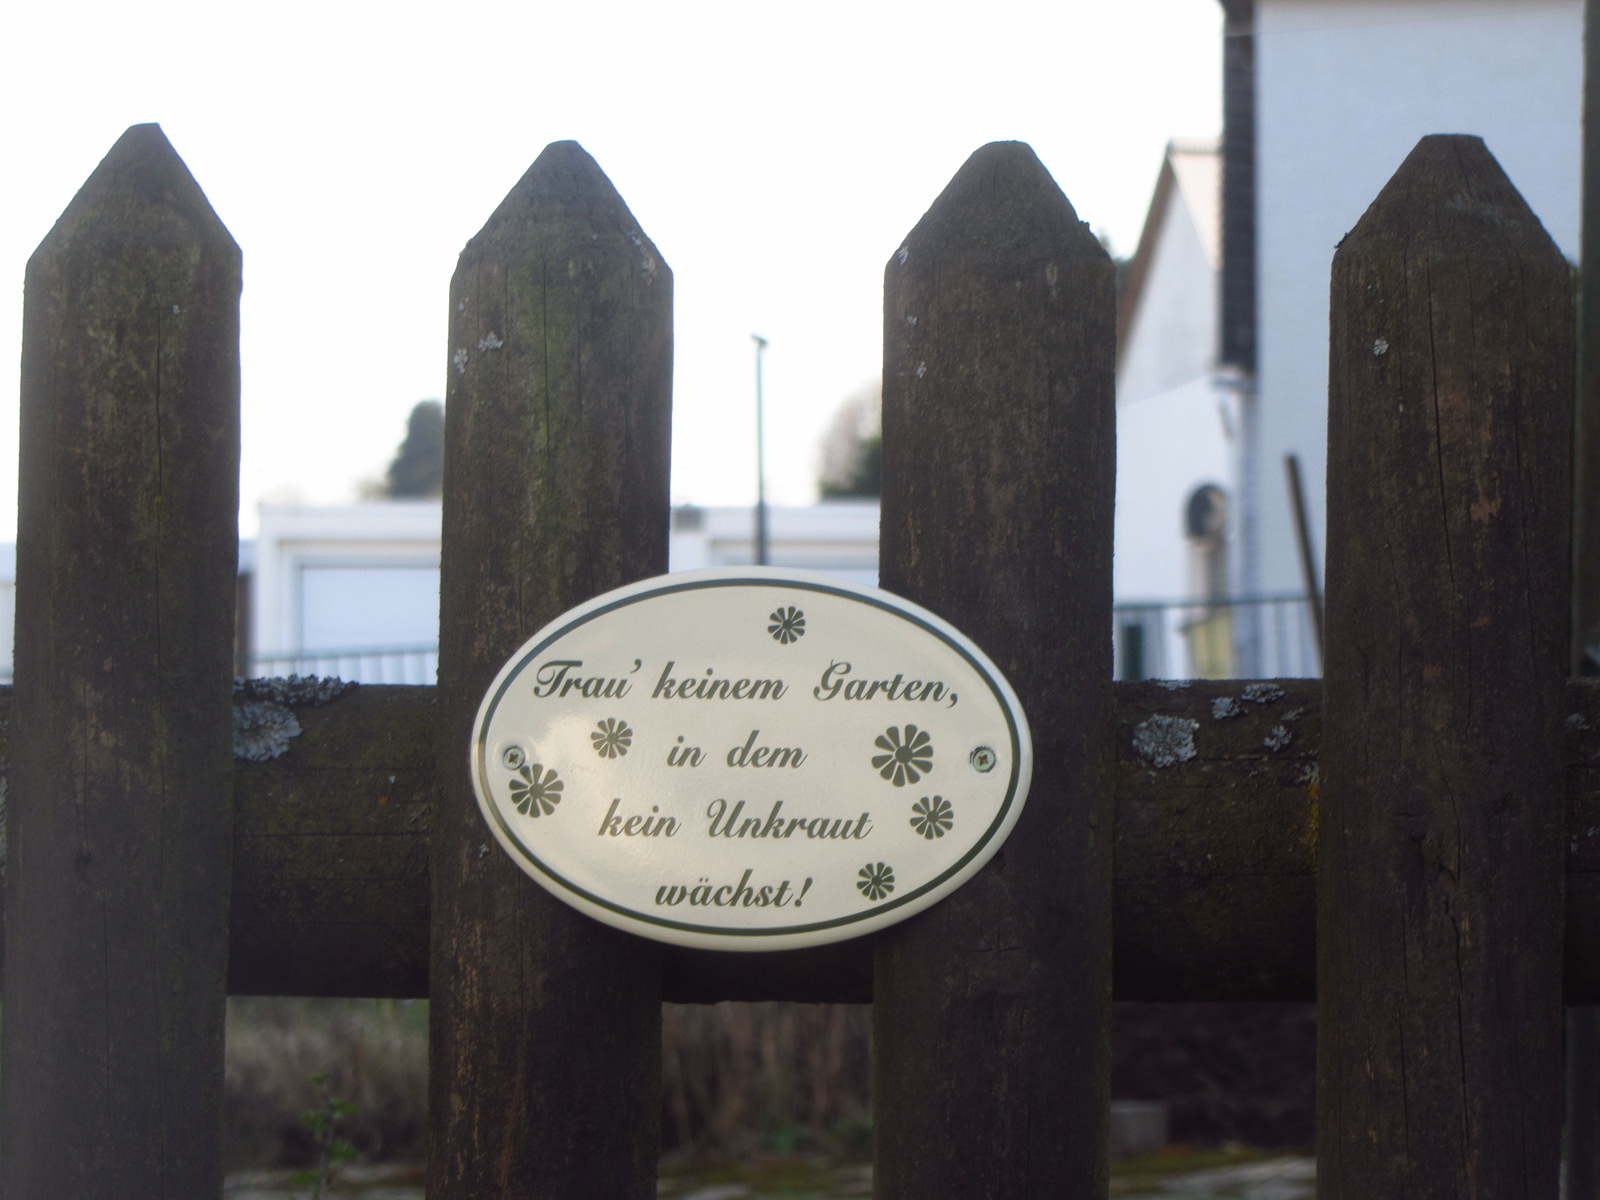 Trau' keinem Garten,
in dem
kein Unkraut
wächst!